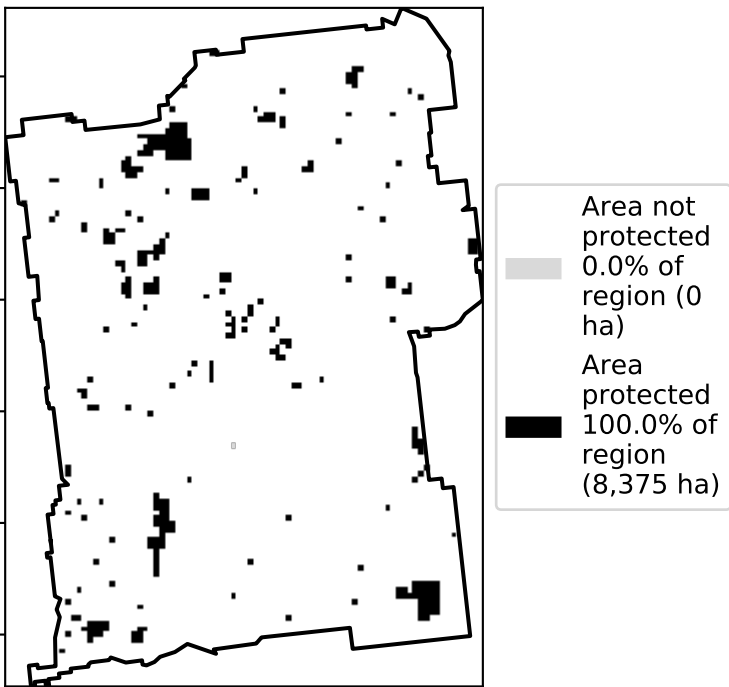 Area not
protected
0.0% of
region (0
ha)
Area
protected
100.0% of
region
(8,375 ha)